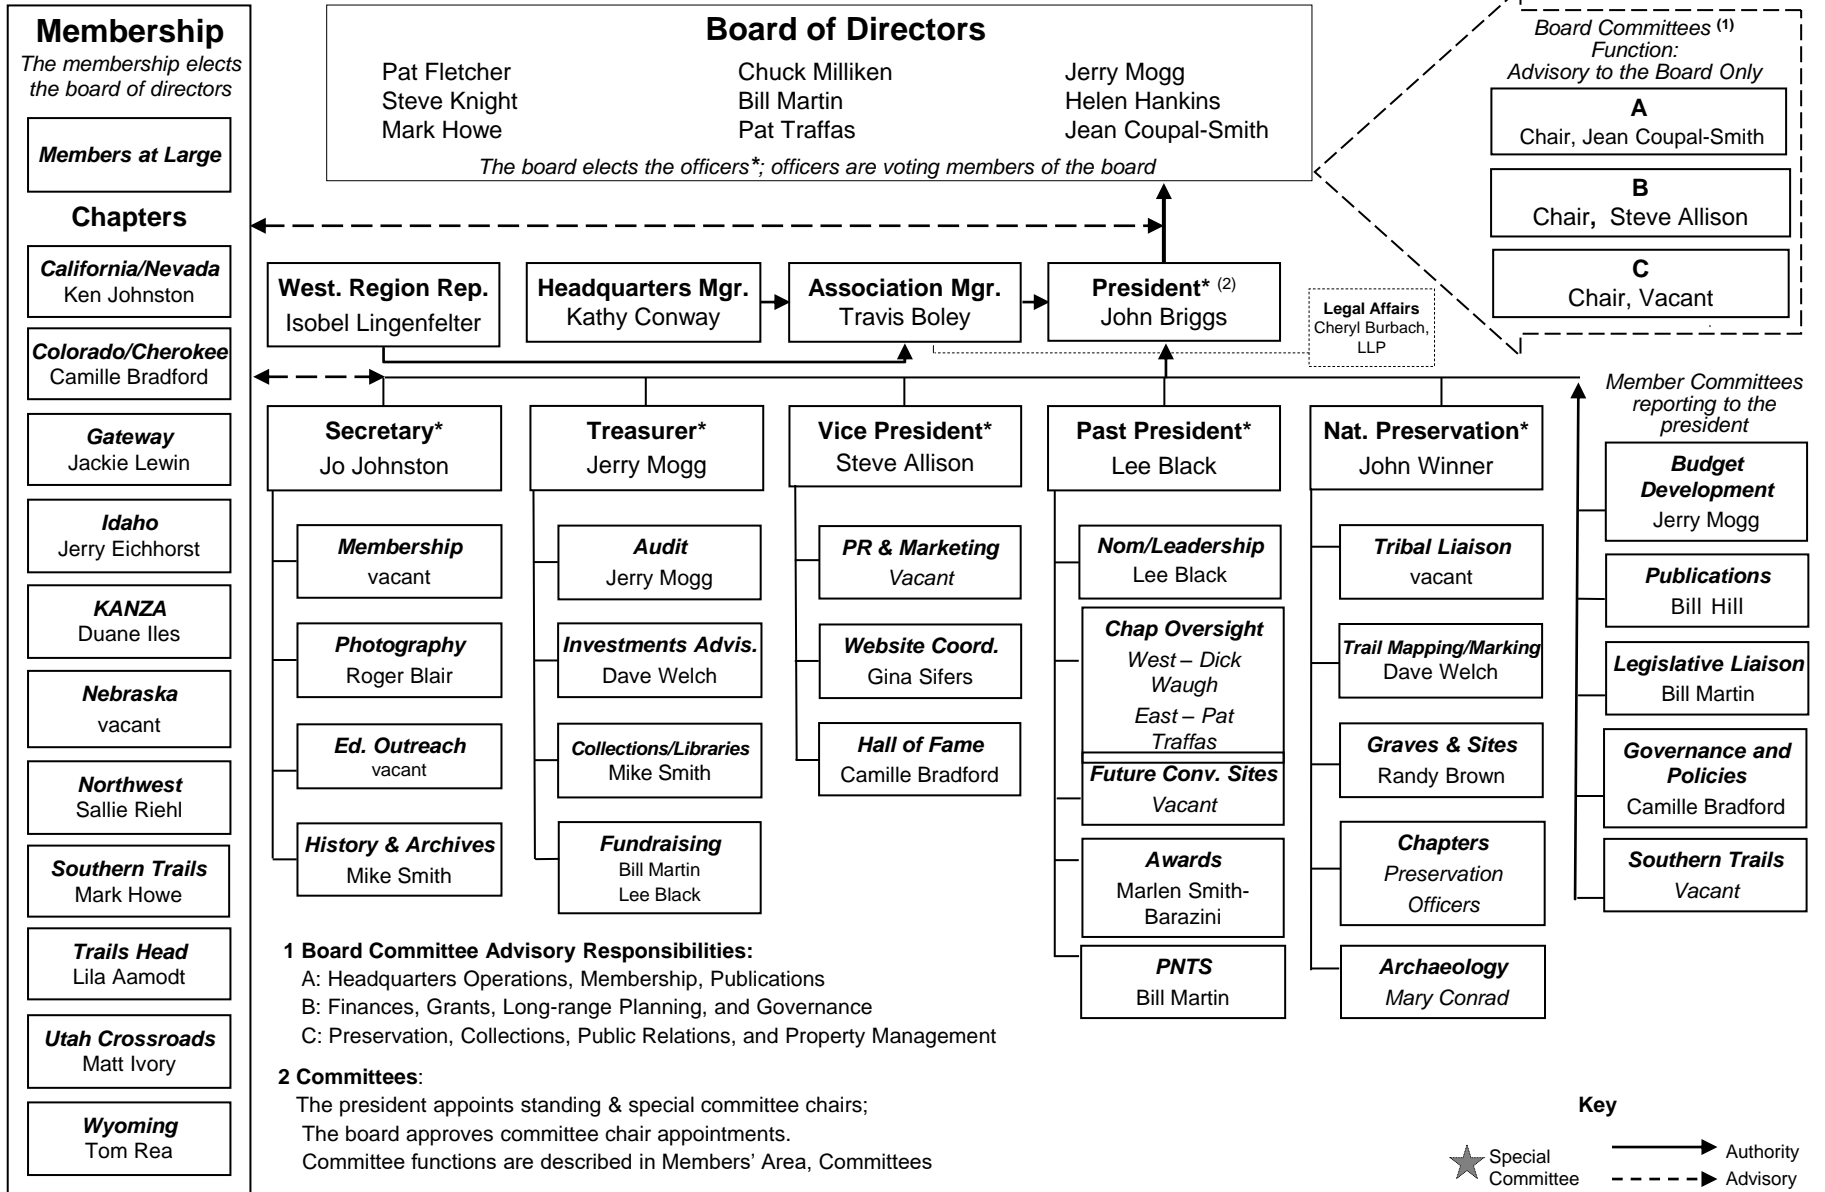 Membership
The membership elects
the board of directors
Members at Large
Chapters
California/Nevada
Ken Johnston
Colorado/Cherokee
Camille Bradford
Gateway
Jackie Lewin
Idaho
Jerry Eichhorst
KANZA
Duane Iles
Nebraska
vacant
Northwest
Sallie Riehl
Southern Trails
Mark Howe
Trails Head
Lila Aamodt
Utah Crossroads
Matt Ivory
Wyoming
Tom Rea
Board of Directors
Pat Fletcher
Steve Knight
Mark Howe
Chuck Milliken
Bill Martin
Pat Traffas
Jerry Mogg
Helen Hankins
Jean Coupal-Smith
The board elects the officers*; officers are voting members of the board
Board Committees (1)
Function:
Advisory to the Board Only
A
Chair, Jean Coupal-Smith
B
Chair, Steve Allison
C
Chair, Vacant
West. Region Rep.
Isobel Lingenfelter
Headquarters Mgr.
Kathy Conway
Association Mgr.
Travis Boley
President* (2)
John Briggs
Legal Affairs
Cheryl Burbach,
LLP
Secretary*
Jo Johnston
Membership
vacant
Photography
Roger Blair
Ed. Outreach
vacant
History & Archives
Mike Smith
Treasurer*
Jerry Mogg
Audit
Jerry Mogg
Investments Advis.
Dave Welch
Collections/Libraries
Mike Smith
Fundraising
Bill Martin
Lee Black
Vice President*
Steve Allison
PR & Marketing
Vacant
Website Coord.
Gina Sifers
Hall of Fame
Camille Bradford
Past President*
Lee Black
Nom/Leadership
Lee Black
Chap Oversight
West – Dick
Waugh
East – Pat
Traffas
Future Conv. Sites
Vacant
Awards
Marlen Smith-
Barazini
PNTS
Bill Martin
Nat. Preservation*
John Winner
Tribal Liaison
vacant
Trail Mapping/Marking
Dave Welch
Graves & Sites
Randy Brown
Chapters
Preservation
Officers
Archaeology
Mary Conrad
Member Committees
reporting to the
president
Budget
Development
Jerry Mogg
Publications
Bill Hill
Legislative Liaison
Bill Martin
Governance and
Policies
Camille Bradford
Southern Trails
Vacant
1 Board Committee Advisory Responsibilities:
A: Headquarters Operations, Membership, Publications
B: Finances, Grants, Long-range Planning, and Governance
C: Preservation, Collections, Public Relations, and Property Management
2 Committees:
The president appoints standing & special committee chairs;
The board approves committee chair appointments.
Committee functions are described in Members' Area, Committees
Key
Special
Committee
Authority
Advisory